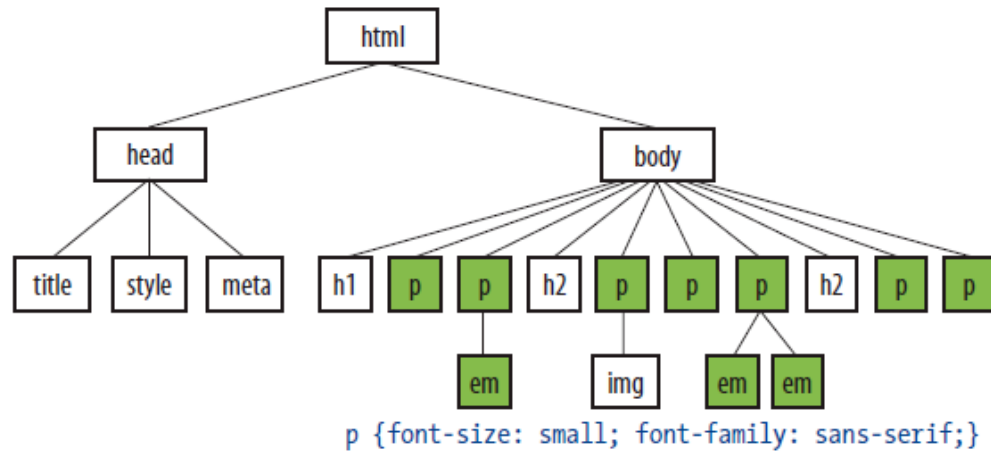 html
head body
title style meta h1 p p h2 p p p h2 p p
em img em em
p {font-size: small; font-family: sans-serif;}